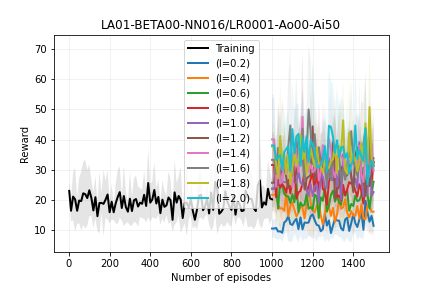 LA01-BETA00-NN016/LR0001-Ao00-Ai50
Reward
70
60
50
40
30
20
10
Training
(l=0.2)
(l=0.4)
(l=0.6)
(l=0.8)
(l=1.0)
(l=1.2)
(l=1.4)
(l=1.6)
(l=1.8)
(l=2.0)
0 200 400 600 800 1000 1200 1400
Number of episodes